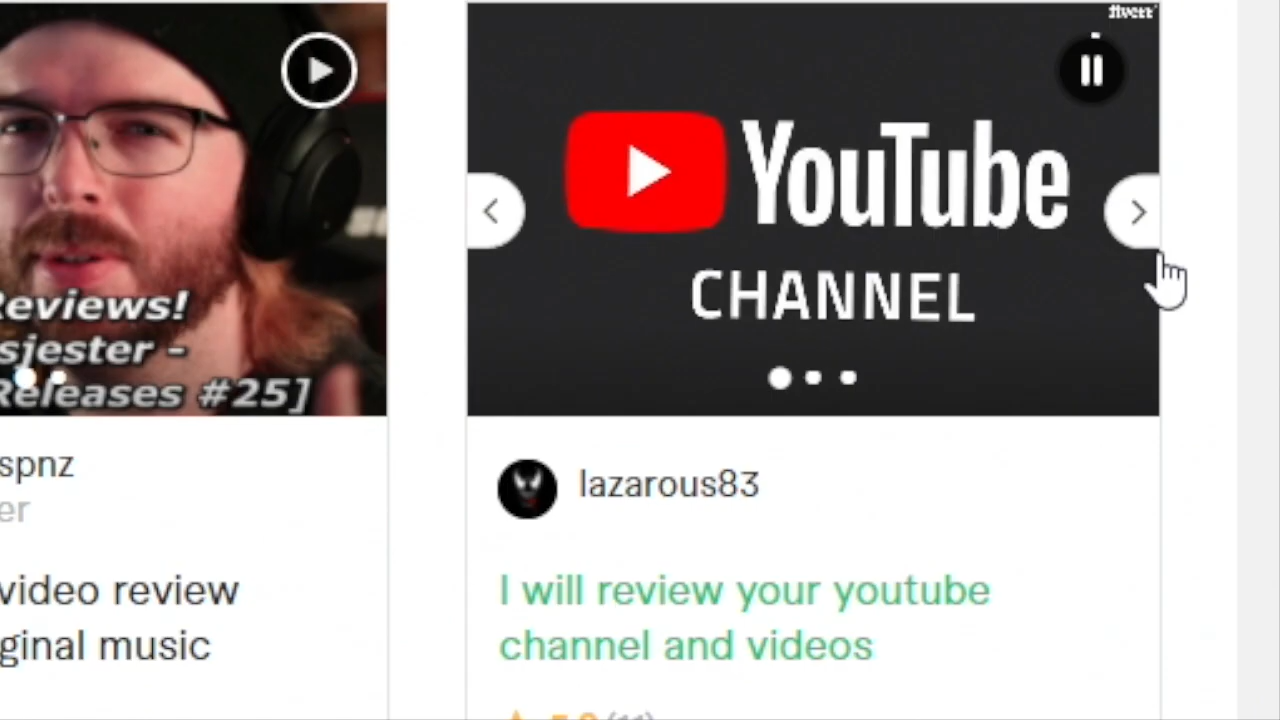 Reviews!
sjester -
Releases #25]
spnz
er
video review
ginal music
fiverr
YouTube
CHANNEL
lazarous83
I will review your youtube
channel and videos